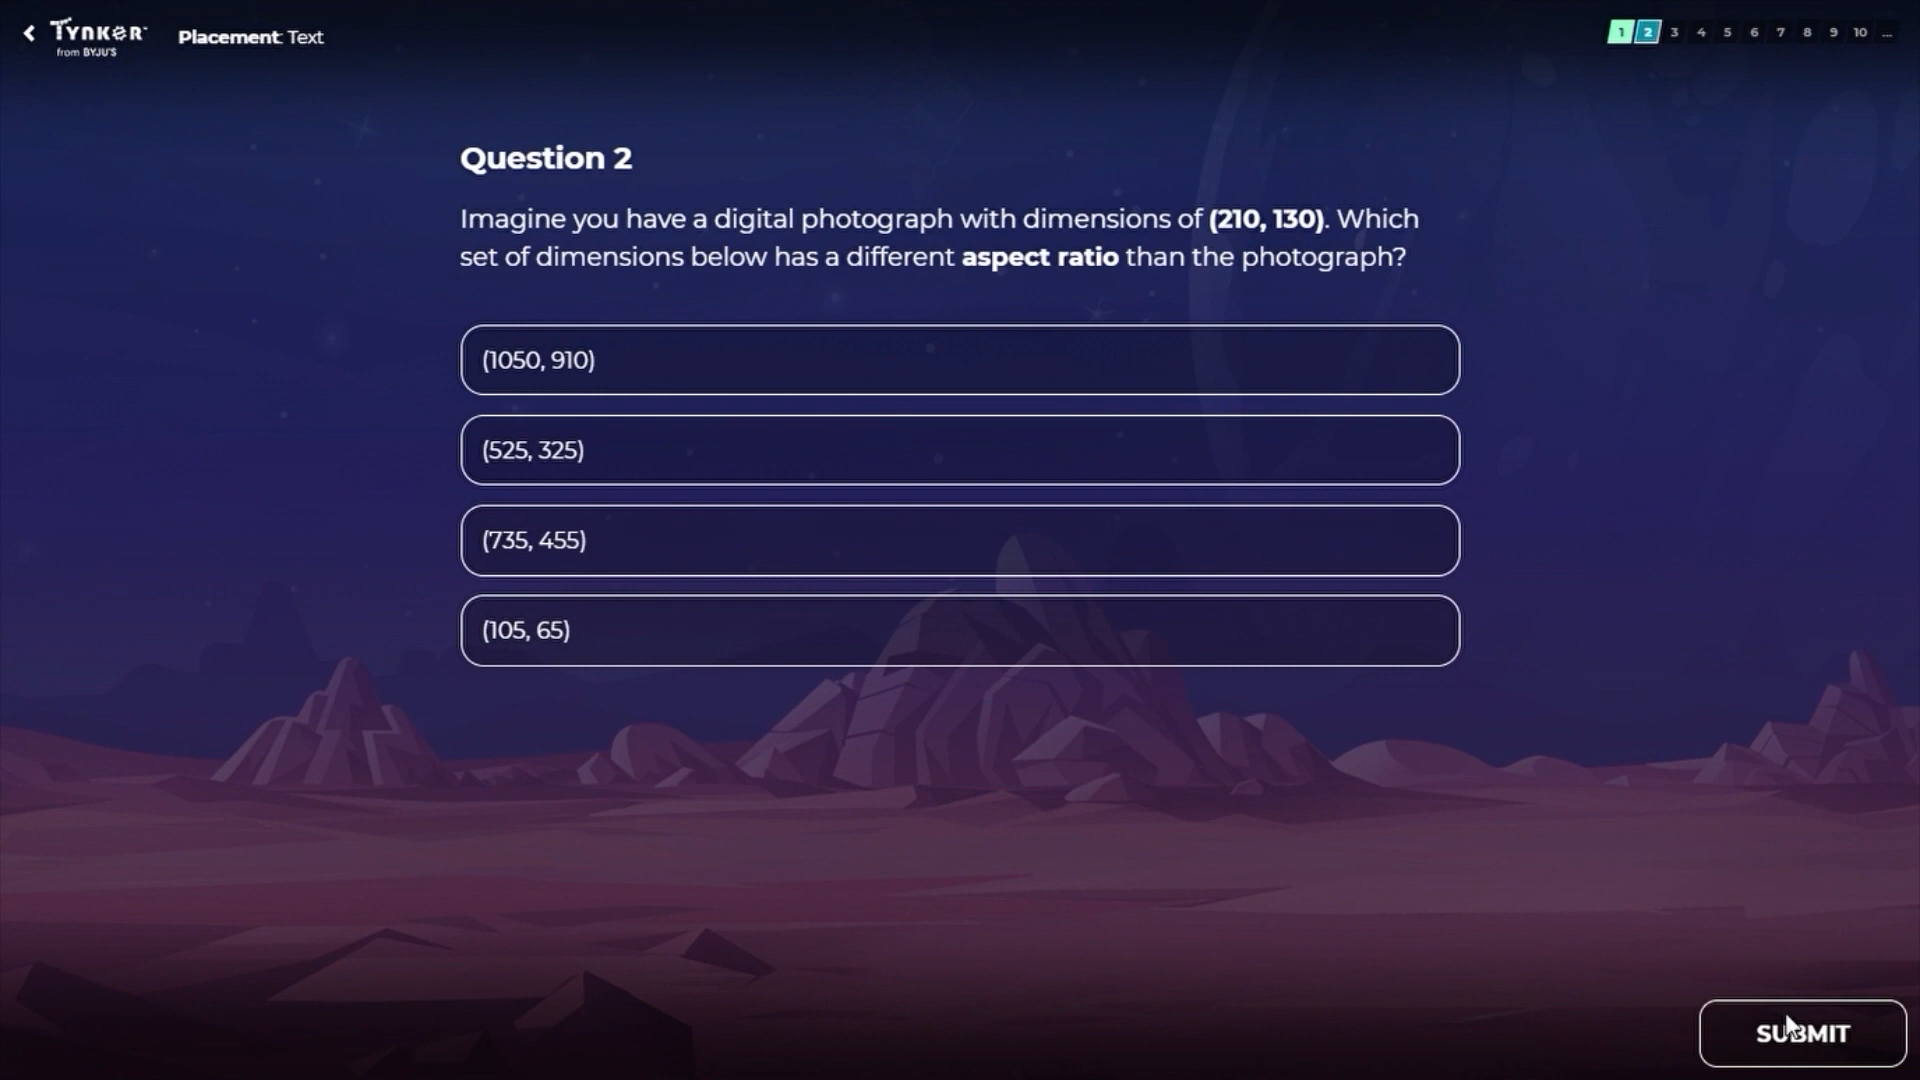 TYNKER
from BYJU'S
Placement: Text
1 2 3 4 5 6 7 8 9 10 ...
Question 2
Imagine you have a digital photograph with dimensions of (210, 130). Which
set of dimensions below has a different aspect ratio than the photograph?
(1050, 910)
(525, 325)
(735, 455)
(105, 65)
SUBMIT